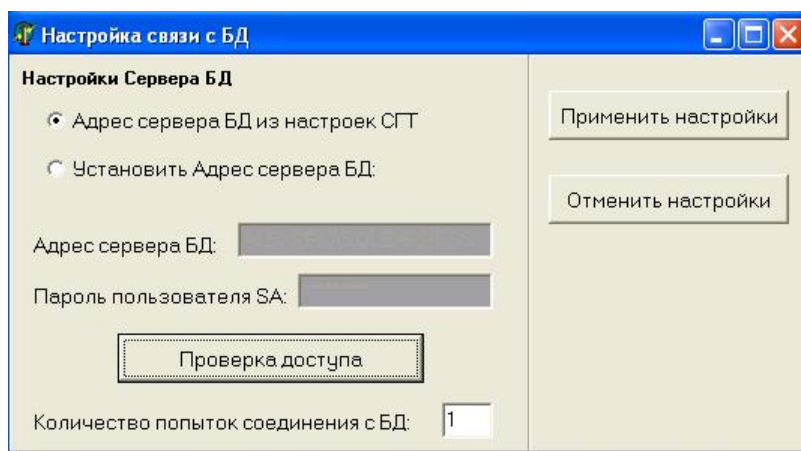 Настройка связи с БД
Настройки Сервера БД
Адрес сервера БД из настроек СГТ
Установить Адрес сервера БД:
Применить настройки
Отменить настройки
Адрес сервера БД:
Пароль пользователя SA:
Проверка доступа
Количество попыток соединения с БД: 1